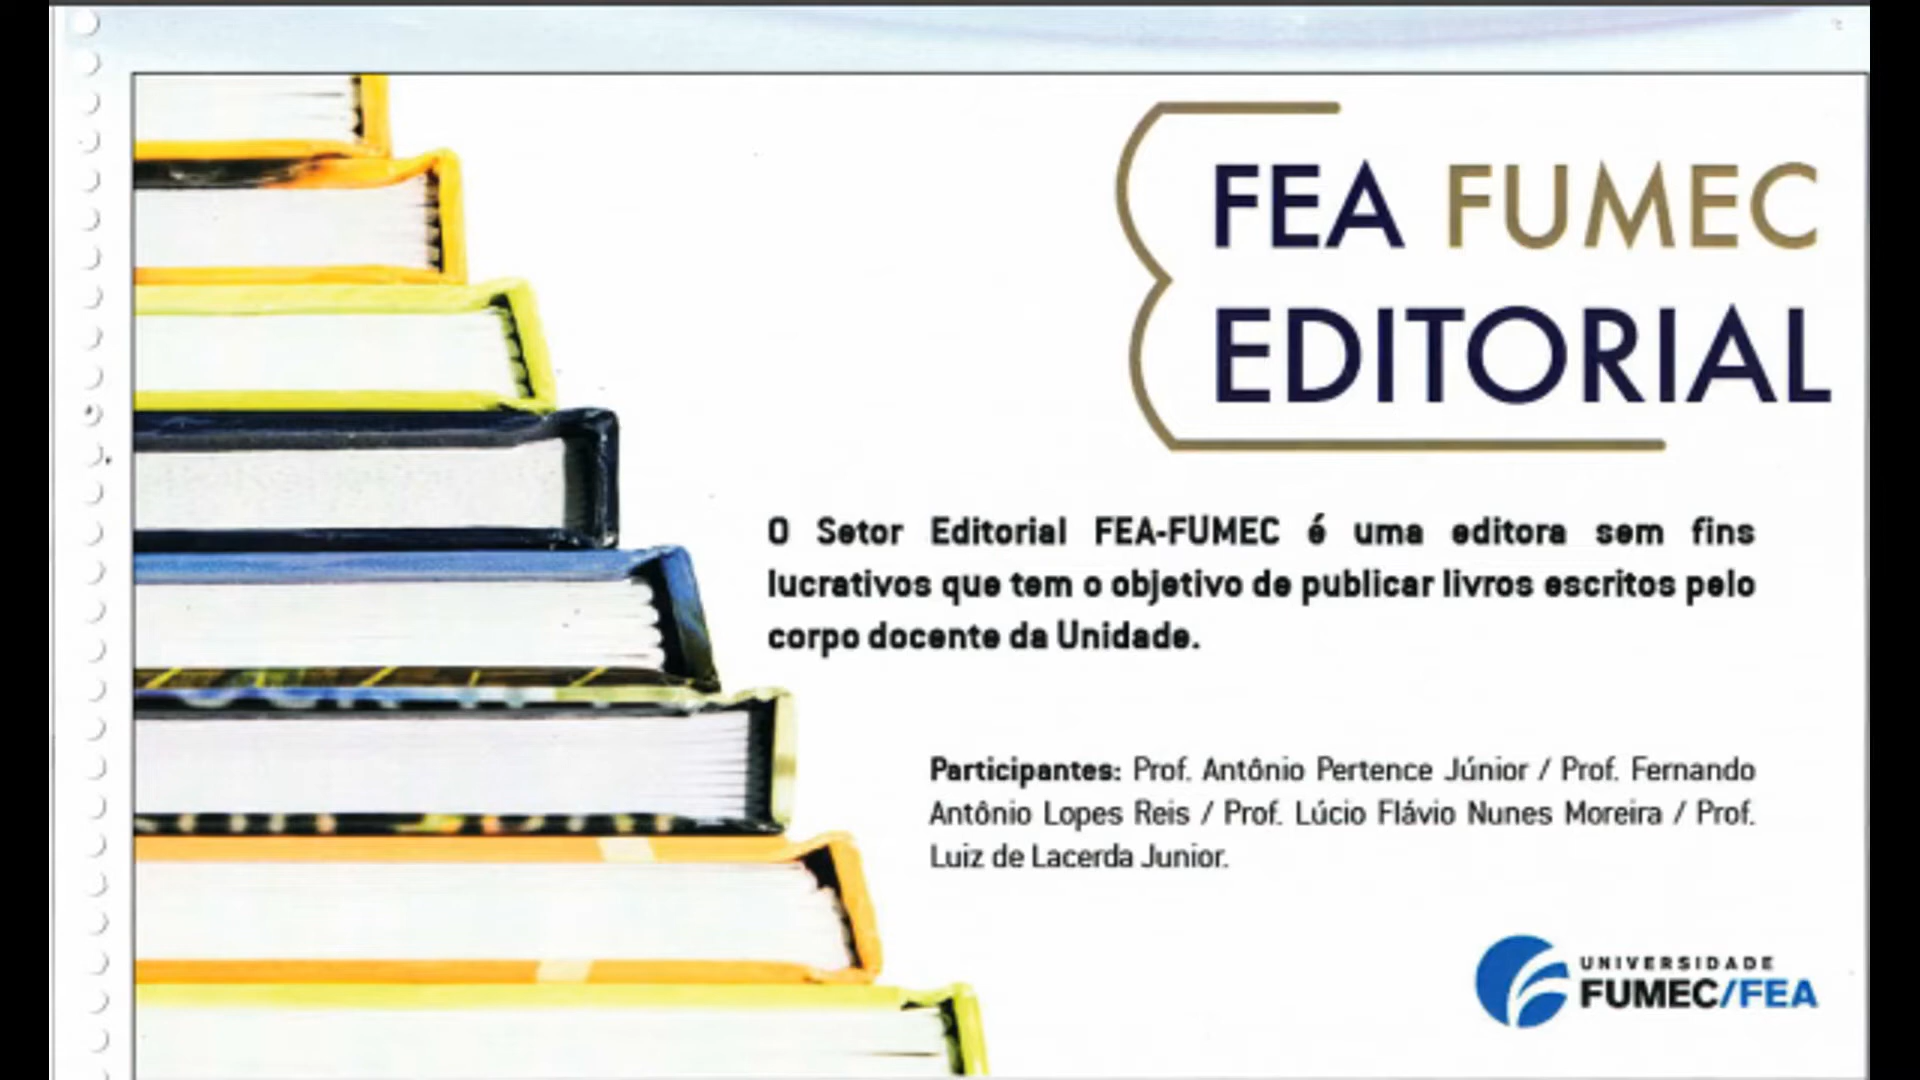 FEA FUMEC
EDITORIAL
O Setor Editorial FEA-FUMEC é uma editora sem fins
lucrativos que tem o objetivo de publicar livros escritos pelo
corpo docente da Unidade.
Participantes: Prof. Antônio Pertence Júnior / Prof. Fernando
Antônio Lopes Reis / Prof. Lúcio Flávio Nunes Moreira / Prof.
Luiz de Lacerda Junior.
UNIVERSIDADE
FUMEC/FEA